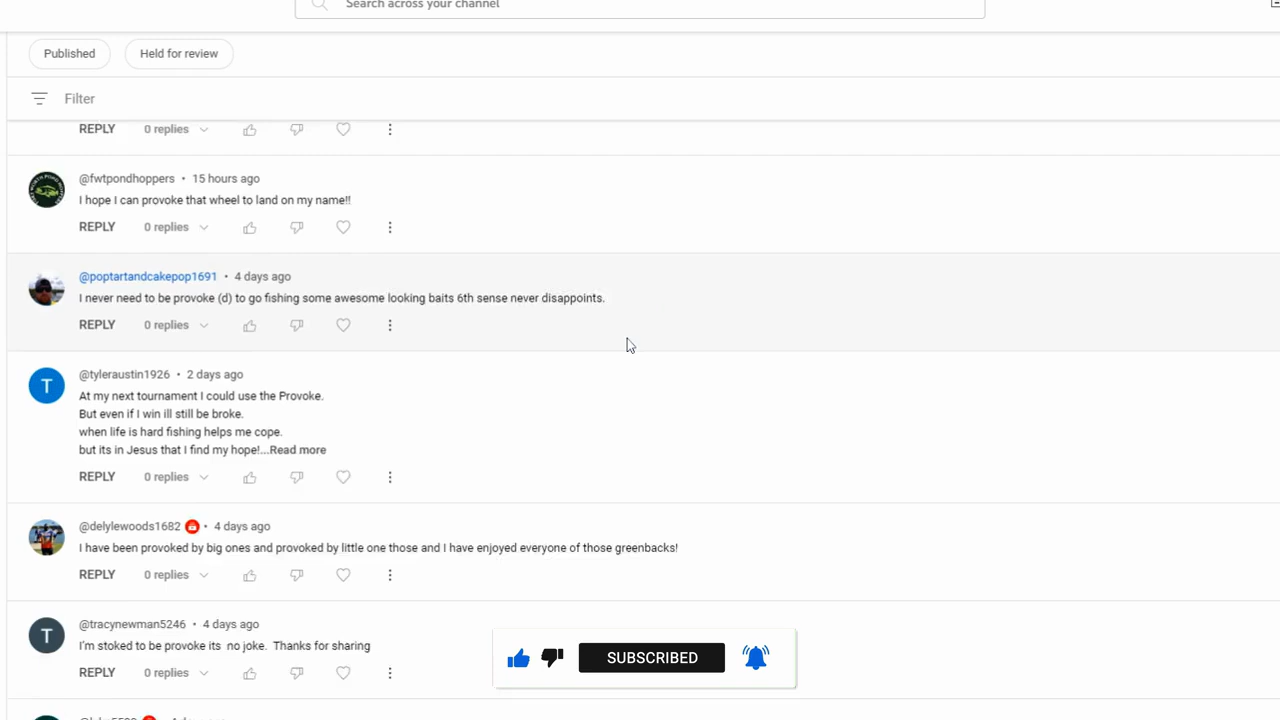 Search across your channel
Published
Held for review
Filter
REPLY 0 replies
@fwtpondhoppers • 15 hours ago
I hope I can provoke that wheel to land on my name!!
REPLY 0 replies
@poptartandcakepop1691 • 4 days ago
I never need to be provoke (d) to go fishing some awesome looking baits 6th sense never disappoints.
REPLY 0 replies
T
@tyleraustin1926 • 2 days ago
At my next tournament I could use the Provoke.
But even if I win ill still be broke.
when life is hard fishing helps me cope.
but its in Jesus that I find my hope!...Read more
REPLY 0 replies
@delylewoods1682 • 4 days ago
I have been provoked by big ones and provoked by little one those and I have enjoyed everyone of those greenbacks!
REPLY 0 replies
T
@tracynewman5246 • 4 days ago
I'm stoked to be provoke its no joke. Thanks for sharing
REPLY 0 replies
SUBSCRIBED